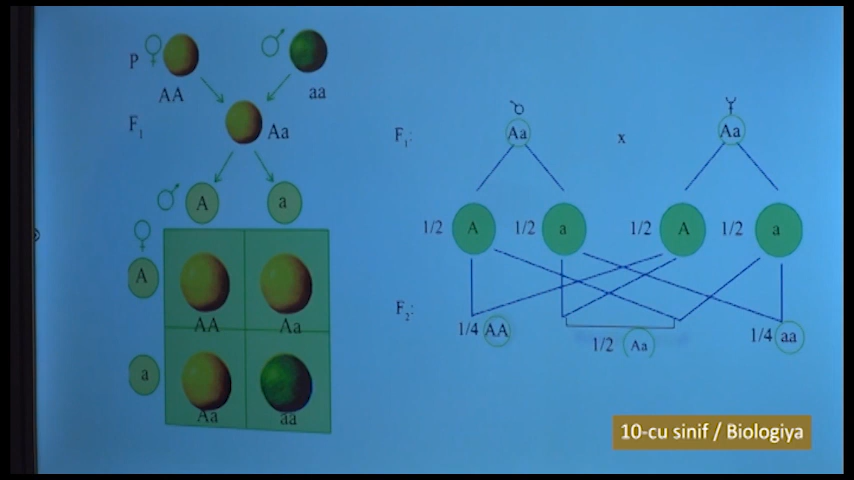 P ♀ ♂
AA aa
F₁ Aa
♂ A a
♀
A
AA Aa
a
Aa aa
F₁: Aa x Aa
1/2 A 1/2 a 1/2 A 1/2 a
F₂:
1/4 AA 1/2 Aa 1/4 aa
10-cu sinif / Biologiya